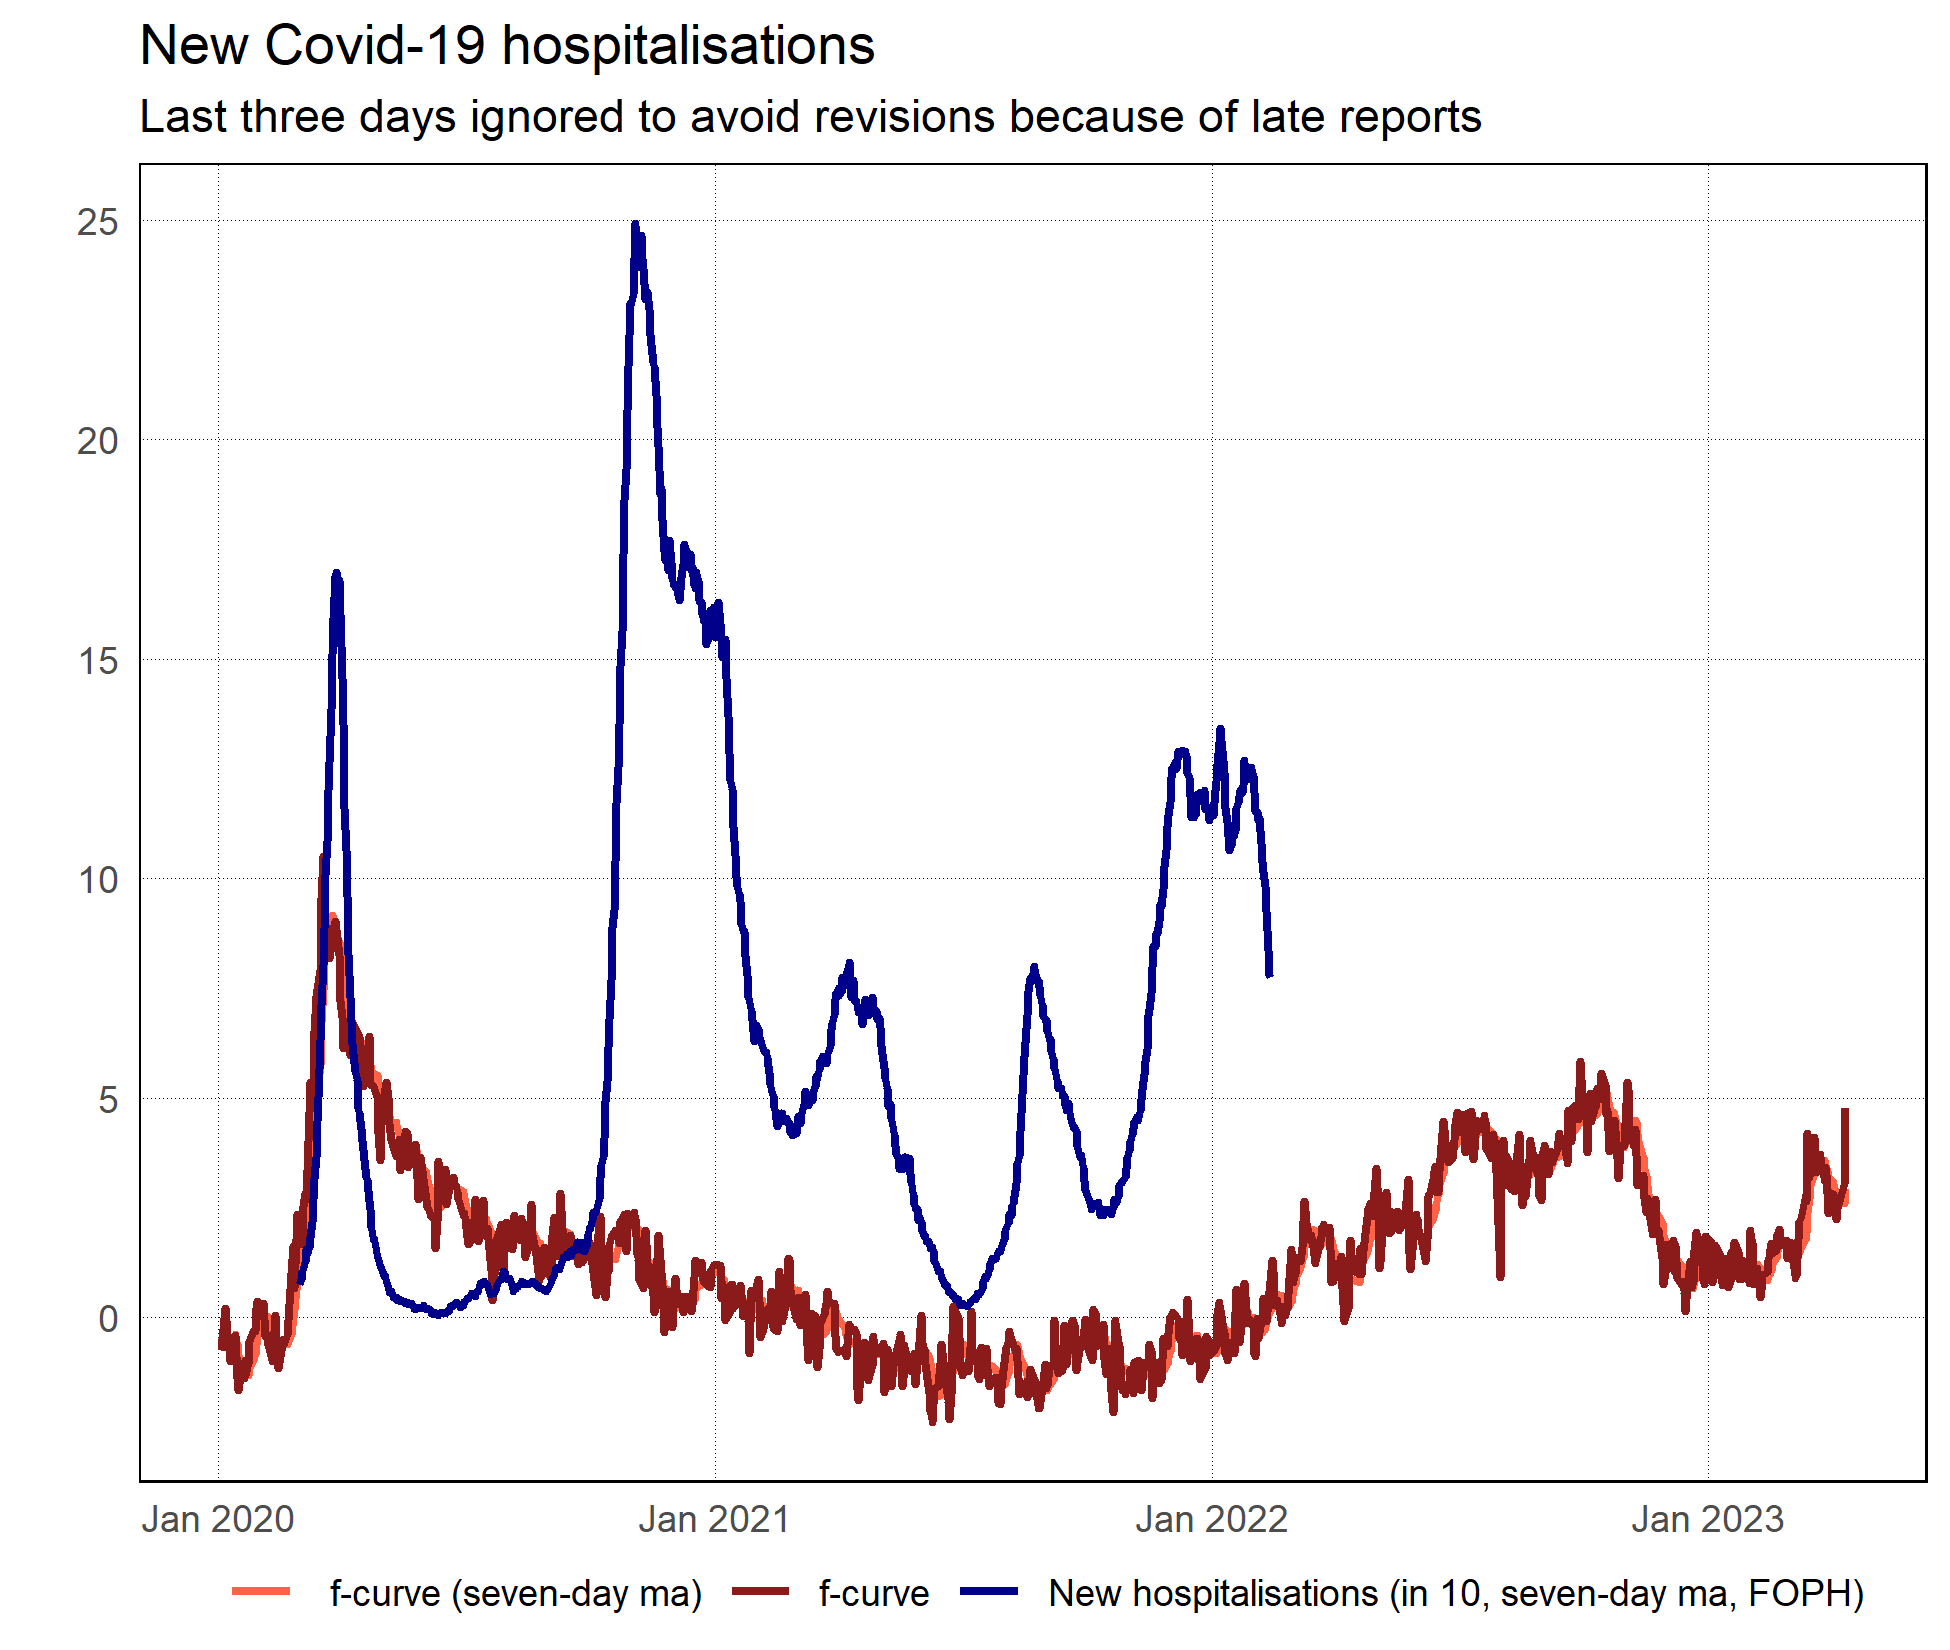 New Covid-19 hospitalisations
Last three days ignored to avoid revisions because of late reports
25
20
15
10
5
0
Jan 2020 Jan 2021 Jan 2022 Jan 2023
f-curve (seven-day ma) f-curve New hospitalisations (in 10, seven-day ma, FOPH)